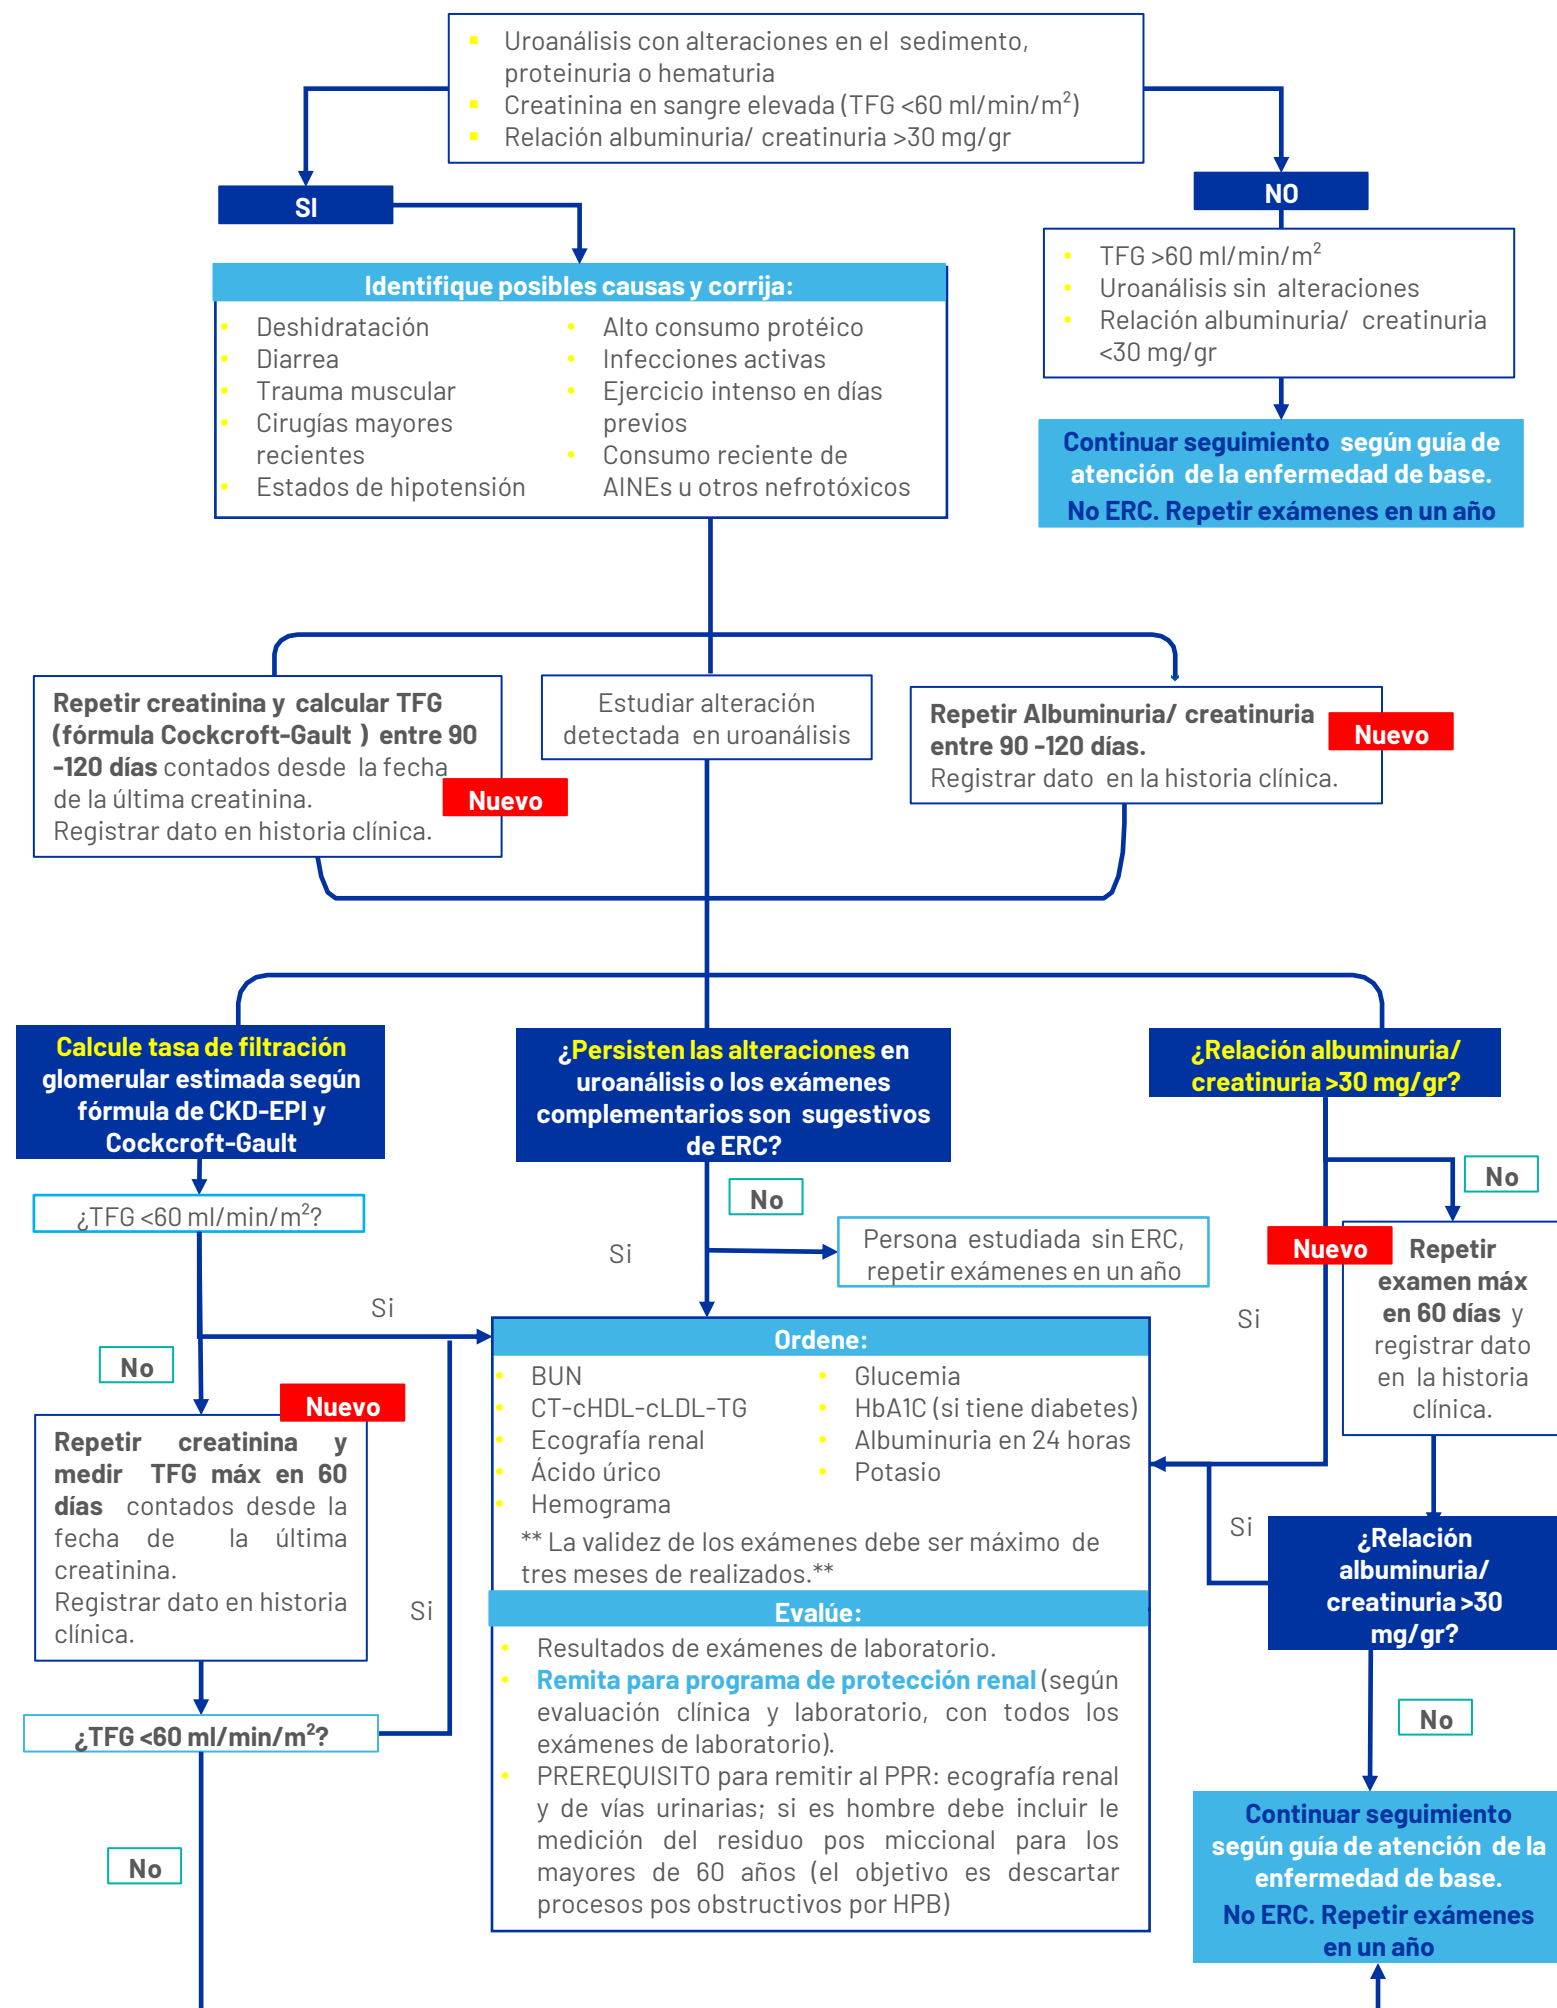 Uroanálisis con alteraciones en el sedimento,
proteinuria o hematuria
Creatinina en sangre elevada (TFG <60 ml/min/m²)
Relación albuminuria/ creatinuria >30 mg/gr
SI
NO
TFG >60 ml/min/m²
Uroanálisis sin alteraciones
Relación albuminuria/ creatinuria
<30 mg/gr
Continuar seguimiento según guía de
atención de la enfermedad de base.
No ERC. Repetir exámenes en un año
Identifique posibles causas y corrija:
Deshidratación
Diarrea
Trauma muscular
Cirugías mayores
recientes
Estados de hipotensión
Alto consumo protéico
Infecciones activas
Ejercicio intenso en días
previos
Consumo reciente de
AINEs u otros nefrotóxicos
Repetir creatinina y calcular TFG
(fórmula Cockcroft-Gault ) entre 90
-120 días contados desde la fecha
de la última creatinina.
Registrar dato en historia clínica.
Nuevo
Estudiar alteración
detectada en uroanálisis
Repetir Albuminuria/ creatinuria
entre 90 -120 días.
Registrar dato en la historia clínica.
Nuevo
Calcule tasa de filtración
glomerular estimada según
fórmula de CKD-EPI y
Cockcroft-Gault
¿Persisten las alteraciones en
uroanálisis o los exámenes
complementarios son sugestivos
de ERC?
¿Relación albuminuria/
creatinuria >30 mg/gr?
¿TFG <60 ml/min/m²?
No
Si
Persona estudiada sin ERC,
repetir exámenes en un año
No
Nuevo
Repetir
examen máx
en 60 días y
registrar dato
en la historia
clínica.
Si
Si
No
Nuevo
Repetir creatinina y
medir TFG máx en 60
días contados desde la
fecha de la última
creatinina.
Registrar dato en historia
clínica.
Si
Ordene:
BUN
CT-cHDL-cLDL-TG
Ecografía renal
Ácido úrico
Hemograma
Glucemia
HbA1C (si tiene diabetes)
Albuminuria en 24 horas
Potasio
** La validez de los exámenes debe ser máximo de
tres meses de realizados.**
Evalúe:
Resultados de exámenes de laboratorio.
Remita para programa de protección renal (según
evaluación clínica y laboratorio, con todos los
exámenes de laboratorio).
PREREQUISITO para remitir al PPR: ecografía renal
y de vías urinarias; si es hombre debe incluir le
medición del residuo pos miccional para los
mayores de 60 años (el objetivo es descartar
procesos pos obstructivos por HPB)
Si
¿Relación
albuminuria/
creatinuria >30
mg/gr?
No
¿TFG <60 ml/min/m²?
No
Continuar seguimiento
según guía de atención de la
enfermedad de base.
No ERC. Repetir exámenes
en un año